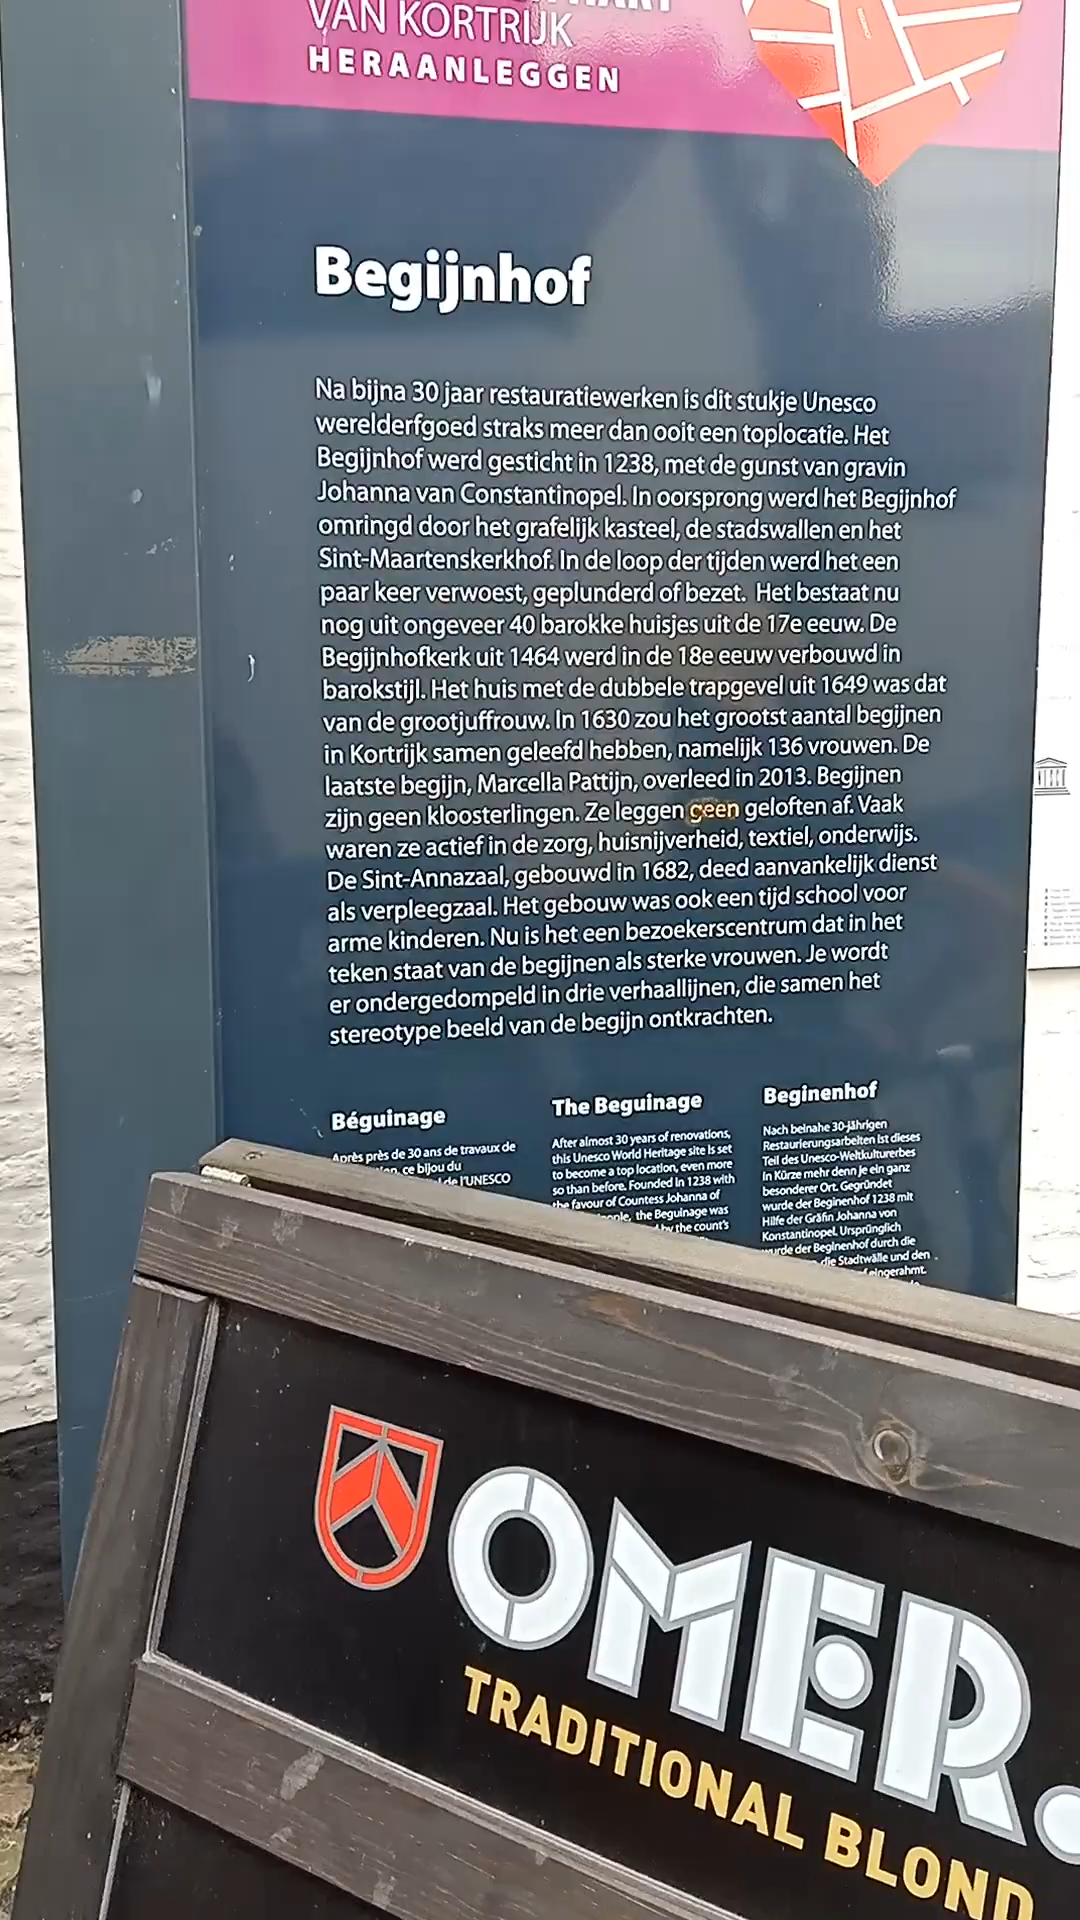 VAN KORTRIJK
HERAANLEGGEN
Begijnhof
Na bijna 30 jaar restauratiewerken is dit stukje Unesco
werelderfgoed straks meer dan ooit een toplocatie. Het
Begijnhof werd gesticht in 1238, met de gunst van gravin
Johanna van Constantinopel. In oorsprong werd het Begijnhof
omringd door het grafelijk kasteel, de stadswallen en het
Sint-Maartenskerkhof. In de loop der tijden werd het een
paar keer verwoest, geplunderd of bezet. Het bestaat nu
nog uit ongeveer 40 barokke huisjes uit de 17e eeuw. De
Begijnhofkerk uit 1464 werd in de 18e eeuw verbouwd in
barokstijl. Het huis met de dubbele trapgevel uit 1649 was dat
van de grootjuffrouw. In 1630 zou het grootst aantal begijnen
in Kortrijk samen geleefd hebben, namelijk 136 vrouwen. De
laatste begijn, Marcella Pattijn, overleed in 2013. Begijnen
zijn geen kloosterlingen. Ze leggen geen geloften af. Vaak
waren ze actief in de zorg, huisnijverheid, textiel, onderwijs.
De Sint-Annazaal, gebouwd in 1682, deed aanvankelijk dienst
als verpleegzaal. Het gebouw was ook een tijd school voor
arme kinderen. Nu is het een bezoekerscentrum dat in het
teken staat van de begijnen als sterke vrouwen. Je wordt
er ondergedompeld in drie verhaallijnen, die samen het
stereotype beeld van de begijn ontkrachten.
Béguinage
Après près de 30 ans de travaux de
ce bijou du
de l'UNESCO
The Beguinage
After almost 30 years of renovations,
this Unesco World Heritage site is set
to become a top location, even more
so than before. Founded in 1238 with
the favour of Countess Johanna of
the Beguinage was
by the count's
Beginenhof
Nach beinahe 30-jährigen
Restaurierungsarbeiten ist dieses
Teil des Unesco-Weltkulturerbes
in Kürze mehr denn je ein ganz
besonderer Ort. Gegründet
wurde der Beginenhof 1238 mit
Hilfe der Gräfin Johanna von
Konstantinopel. Ursprünglich
wurde der Beginenhof durch die
die Stadtwälle und den
eingerahmt.
OMER.
TRADITIONAL BLOND